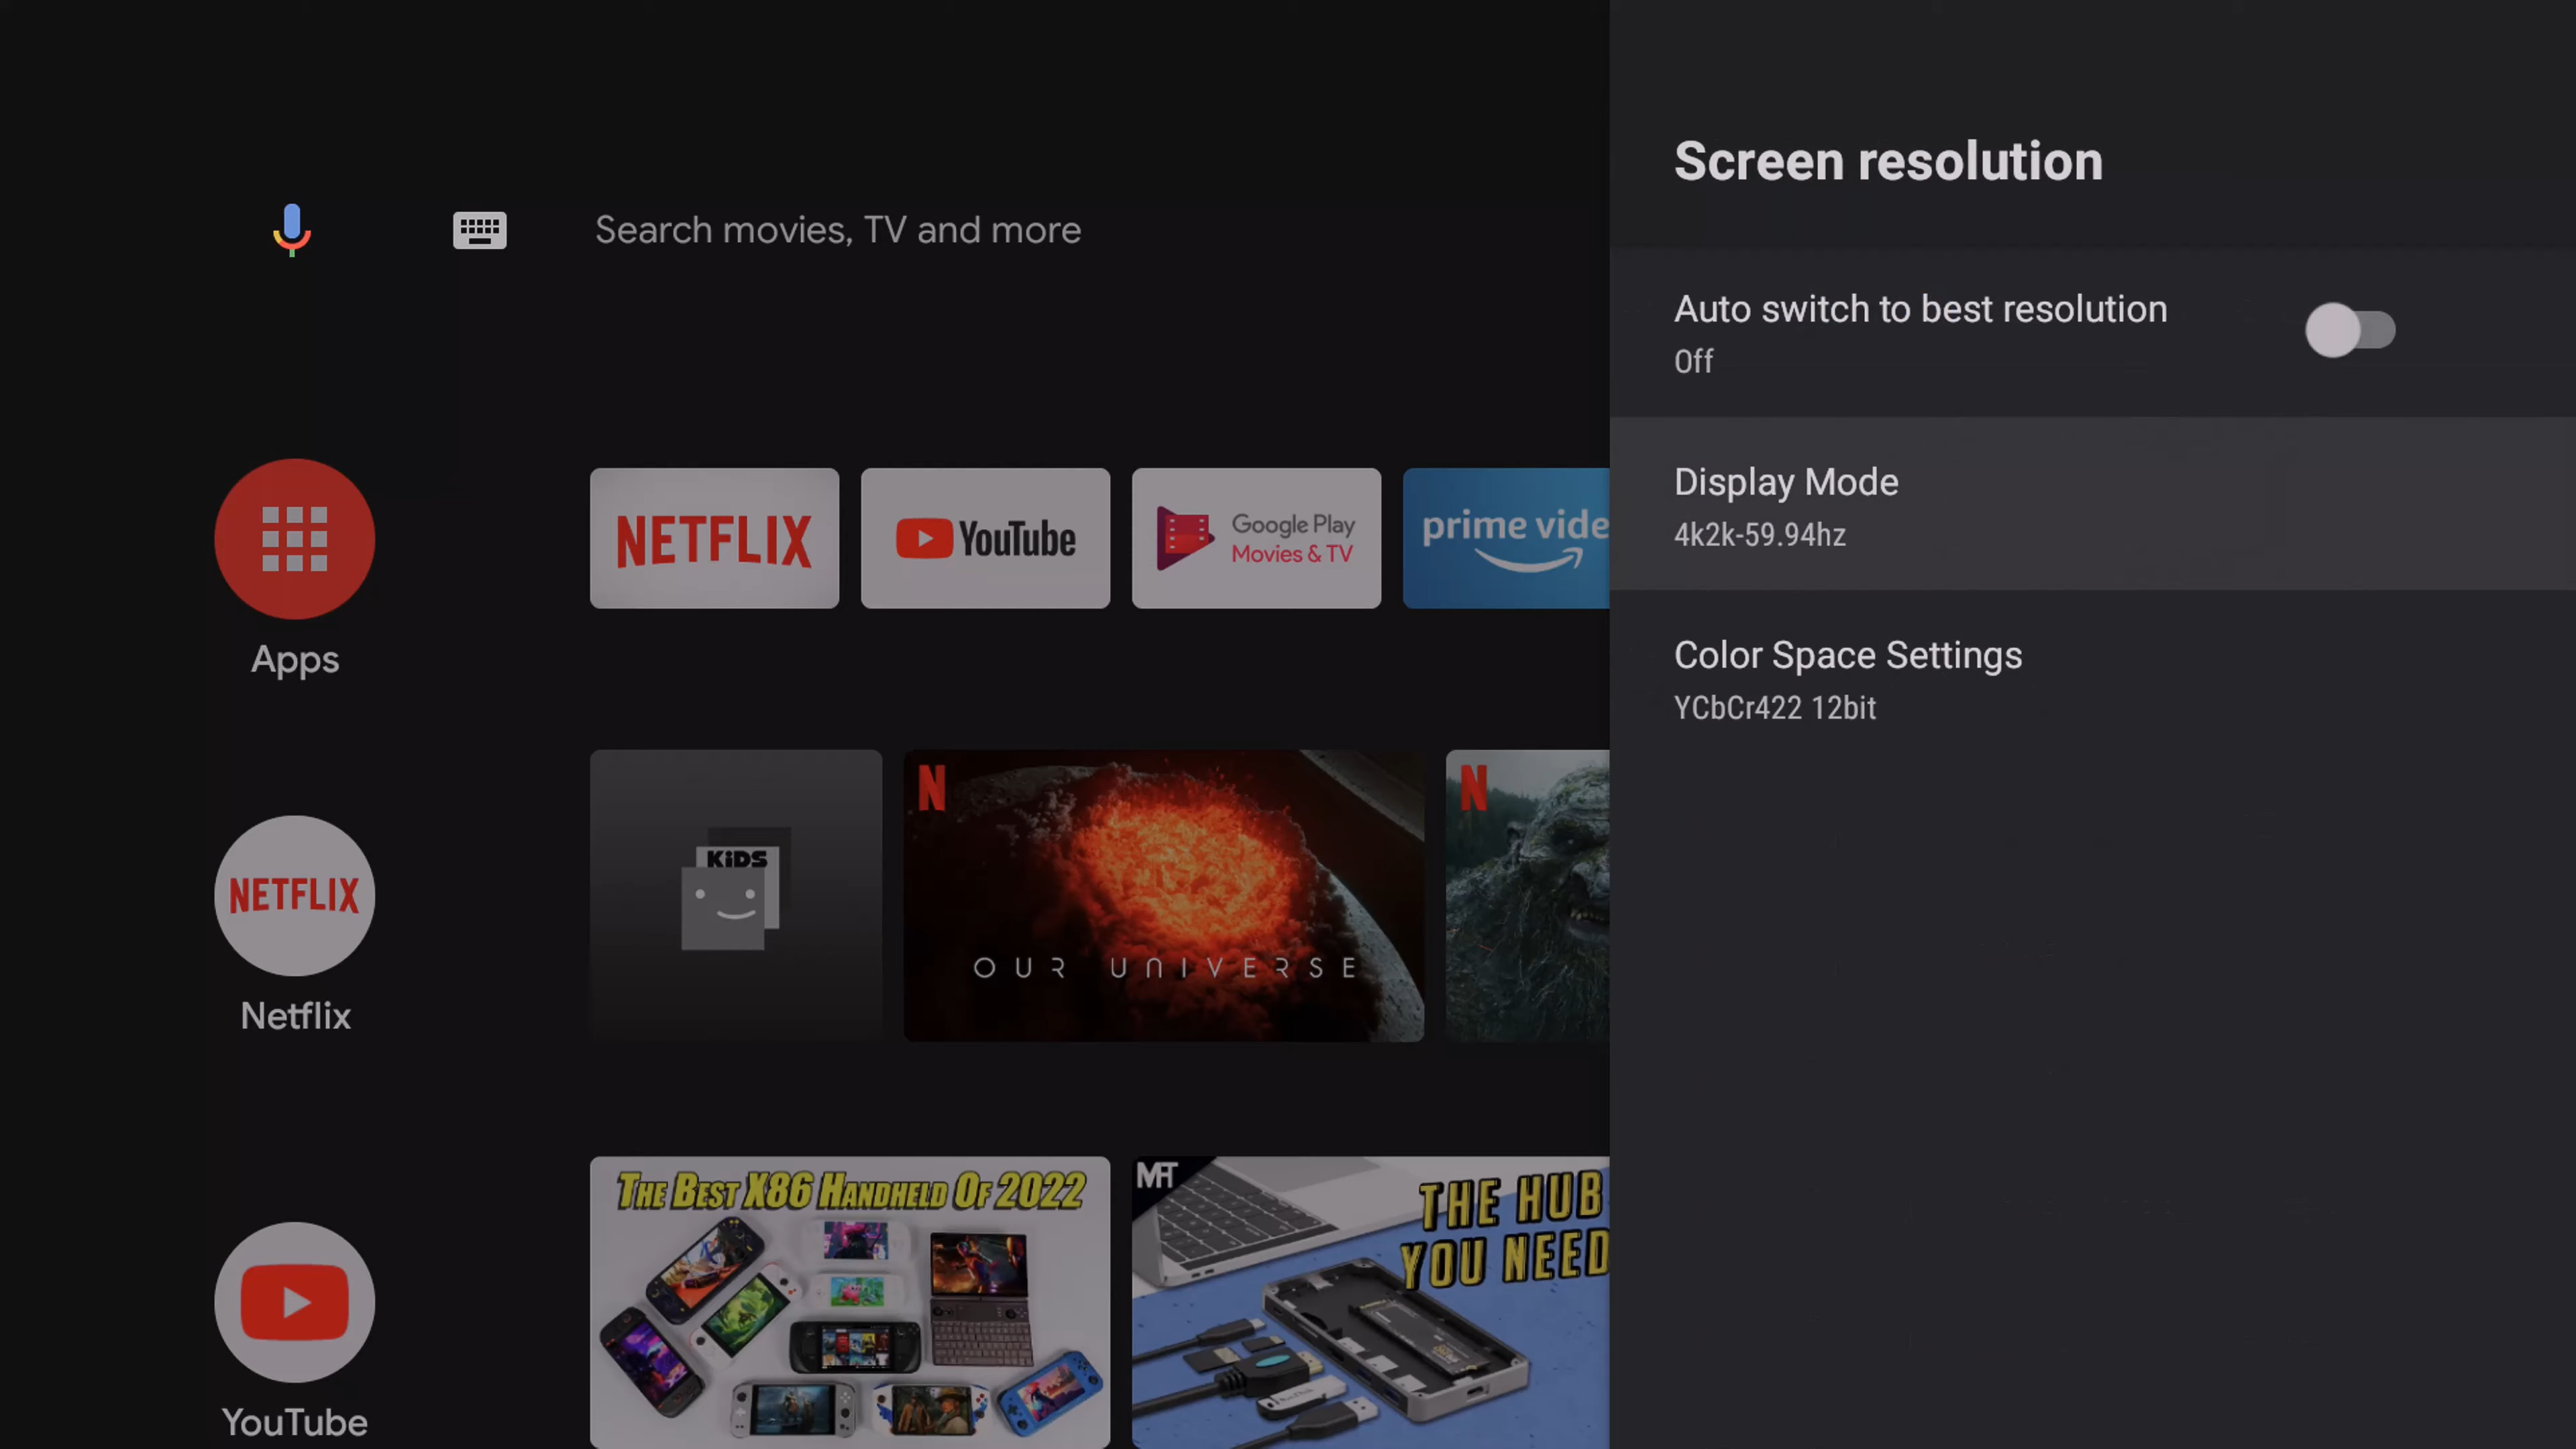 Screen resolution
Search movies, TV and more
Auto switch to best resolution
Off
Display Mode
4k2k-59.94hz
Color Space Settings
YCbCr422 12bit
Apps
NETFLIX
YouTube
Google Play
Movies & TV
prime vide
NETFLIX
Netflix
KiDS
N
OUR UNIVERSE
N
YouTube
THE BEST X86 HANDHELD OF 2022
THE HUB
YOU NEED